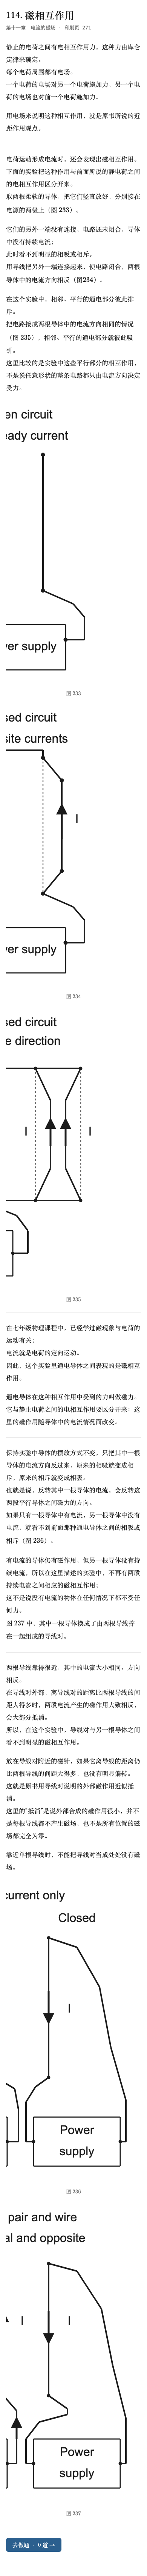 114. 磁相互作用
第十一章 电流的磁场 · 印刷页 271
静止的电荷之间有电相互作用力，这种力由库仑
定律来确定。
每个电荷周围都有电场。
一个电荷的电场对另一个电荷施加力，另一个电
荷的电场也对前一个电荷施加力。
用电场来说明这种相互作用，就是原书所说的近
距作用观点。
电荷运动形成电流时，还会表现出磁相互作用。
下面的实验把这种作用与前面所说的静电荷之间
的电相互作用区分开来。
取两根柔软的导体，把它们竖直放好，分别接在
电源的两极上（图 233）。
它们的另外一端没有连接，电路还未闭合，导体
中没有持续电流；
此时看不到明显的相吸或相斥。
用导线把另外一端连接起来，使电路闭合，两根
导体中的电流方向相反（图234）。
在这个实验中，相邻、平行的通电部分彼此排
斥。
把电路接成两根导体中的电流方向相同的情况
（图 235），相邻、平行的通电部分就彼此吸
引。
这里比较的是实验中这些平行部分的相互作用，
不是说任意形状的整条电路都只由电流方向决定
受力。
en circuit
eady current
ver supply
图 233
sed circuit
site currents
I
ver supply
图 234
sed circuit
e direction
I
I
图 235
在七年级物理课程中，已经学过磁现象与电荷的
运动有关；
电流就是电荷的定向运动。
因此，这个实验里通电导体之间表现的是磁相互
作用。
通电导体在这种相互作用中受到的力叫做磁力。
它与静止电荷之间的电相互作用要区分开来：这
里的磁作用随导体中的电流情况而改变。
保持实验中导体的摆放方式不变，只把其中一根
导体的电流方向反过来，原来的相吸就变成相
斥，原来的相斥就变成相吸。
也就是说，反转其中一根导体的电流，会反转这
两段平行导体之间磁力的方向。
如果只有一根导体中有电流，另一根导体中没有
电流，就看不到前面那种通电导体之间的相吸或
相斥（图 236）。
有电流的导体仍有磁作用，但另一根导体没有持
续电流，所以在这里描述的实验中，不再有两股
持续电流之间相应的磁相互作用；
这不是说没有电流的物体在任何情况下都不受任
何力。
图 237 中，其中一根导体换成了由两根导线拧
在一起组成的导线对。
两根导线靠得很近，其中的电流大小相同、方向
相反。
在导线对外部，离导线对的距离比两根导线的间
距大得多时，两股电流产生的磁作用大致相反，
会大部分抵消。
所以，在这个实验中，导线对与另一根导体之间
看不到明显的磁相互作用。
放在导线对附近的磁针，如果它离导线的距离仍
比两根导线的间距大得多，也没有明显偏转。
这就是原书用导线对说明的外部磁作用近似抵
消。
这里的“抵消”是说外部合成的磁作用很小，并不
是每根导线都不产生磁场，也不是所有位置的磁
场都完全为零。
靠近单根导线时，不能把导线对当成处处没有磁
场。
current only
Closed
I
Power
supply
图 236
pair and wire
al and opposite
I
I
Power
supply
图 237
去做题 · 9 道 →